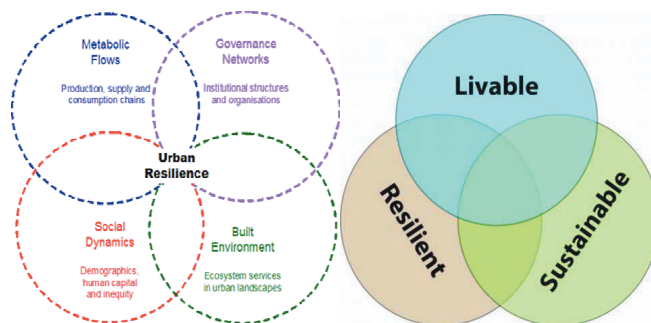 Metabolic
Flows
Production, supply and
consumption chains
Governance
Networks
Institutional structures
and organisations
Urban
Resilience
Social
Dynamics
Demographics,
human capital
and inequity
Built
Environment
Ecosystem services
in urban landscapes
Livable
Resilient
Sustainable